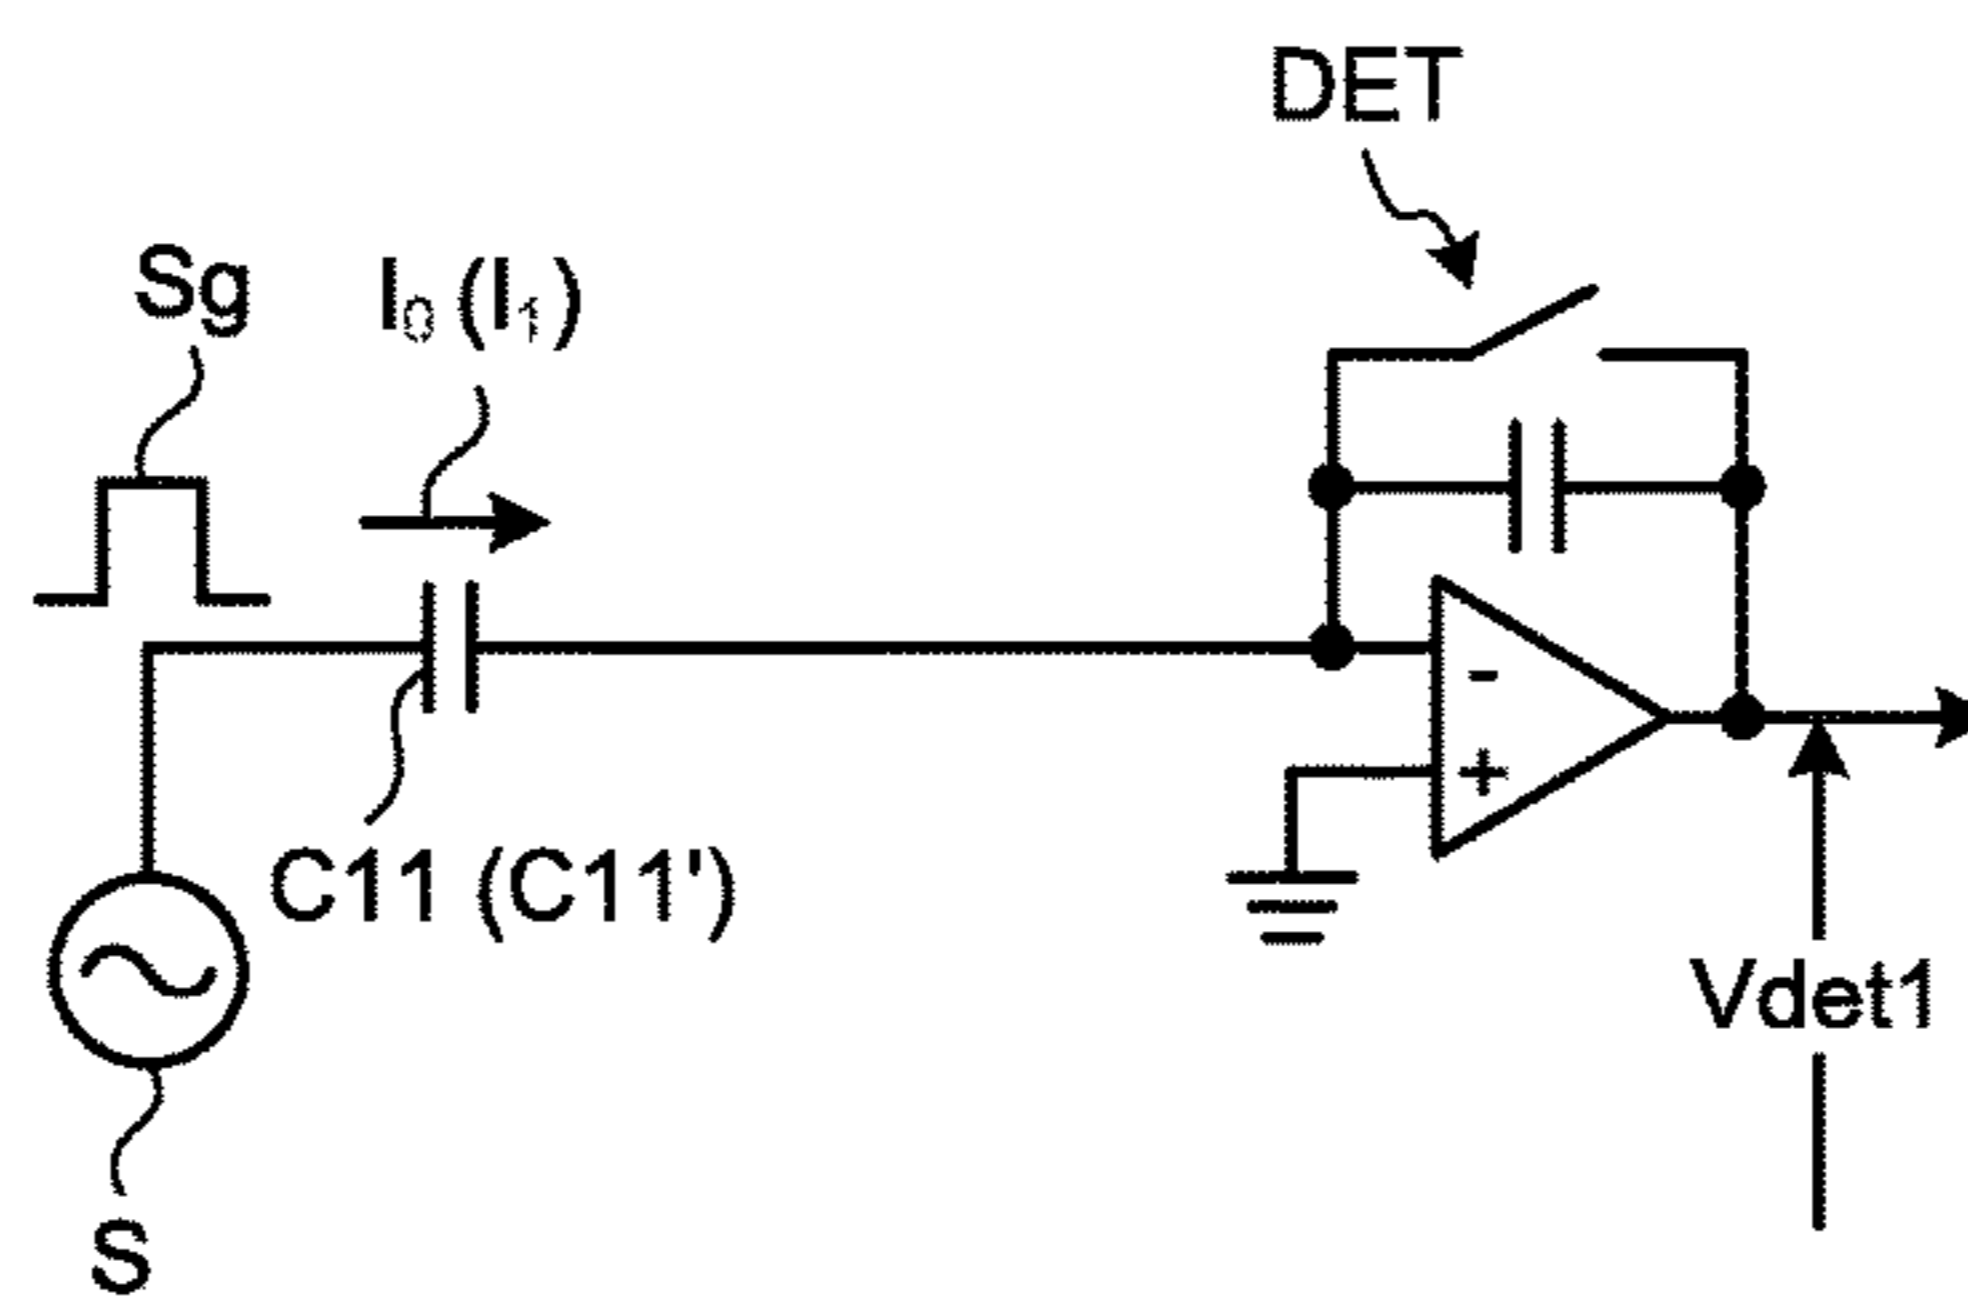 DET
Sg
I₀ (I₁)
-
+
C11 (C11')
Vdet1
S